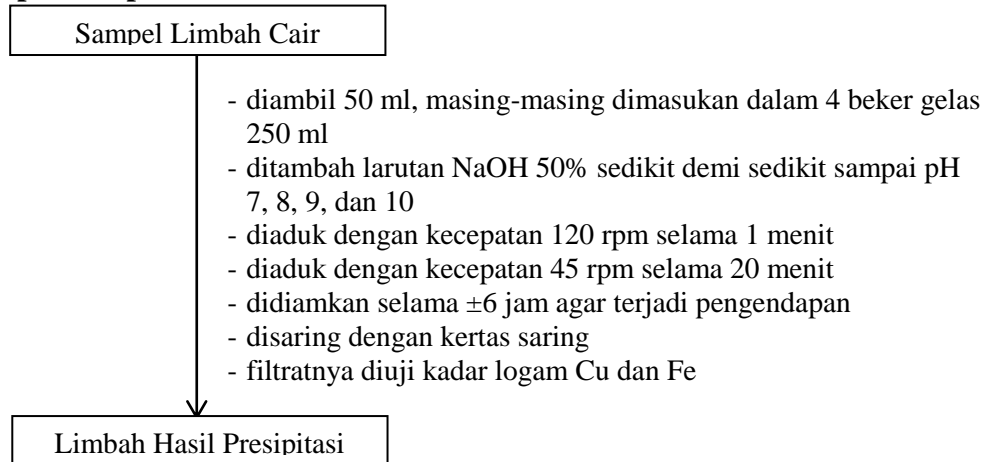 Sampel Limbah Cair
- diambil 50 ml, masing-masing dimasukan dalam 4 beker gelas
250 ml
- ditambah larutan NaOH 50% sedikit demi sedikit sampai pH
7, 8, 9, dan 10
- diaduk dengan kecepatan 120 rpm selama 1 menit
- diaduk dengan kecepatan 45 rpm selama 20 menit
- didiamkan selama ±6 jam agar terjadi pengendapan
- disaring dengan kertas saring
- filtratnya diuji kadar logam Cu dan Fe
Limbah Hasil Presipitasi